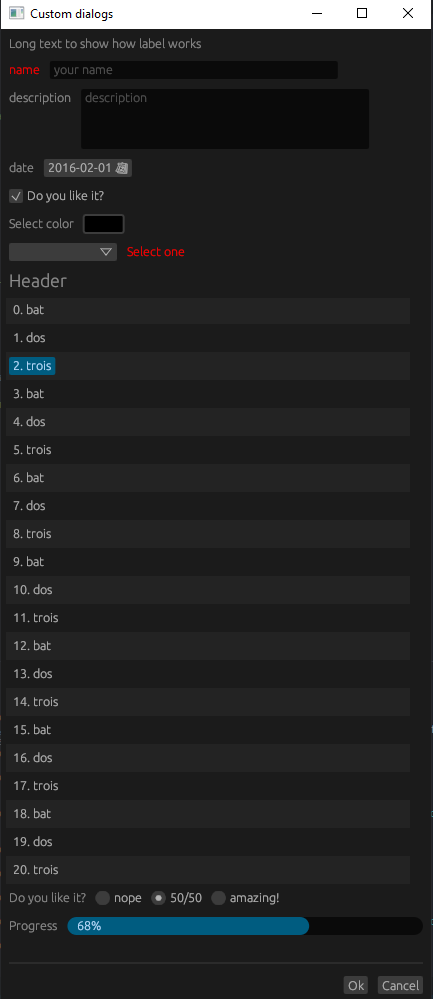 Custom dialogs
Long text to show how label works
name your name
description description
date 2016-02-01
Do you like it?
Select color
Select one
Header
0. bat
1. dos
2. trois
3. bat
4. dos
5. trois
6. bat
7. dos
8. trois
9. bat
10. dos
11. trois
12. bat
13. dos
14. trois
15. bat
16. dos
17. trois
18. bat
19. dos
20. trois
Do you like it? nope 50/50 amazing!
Progress 68%
Ok Cancel